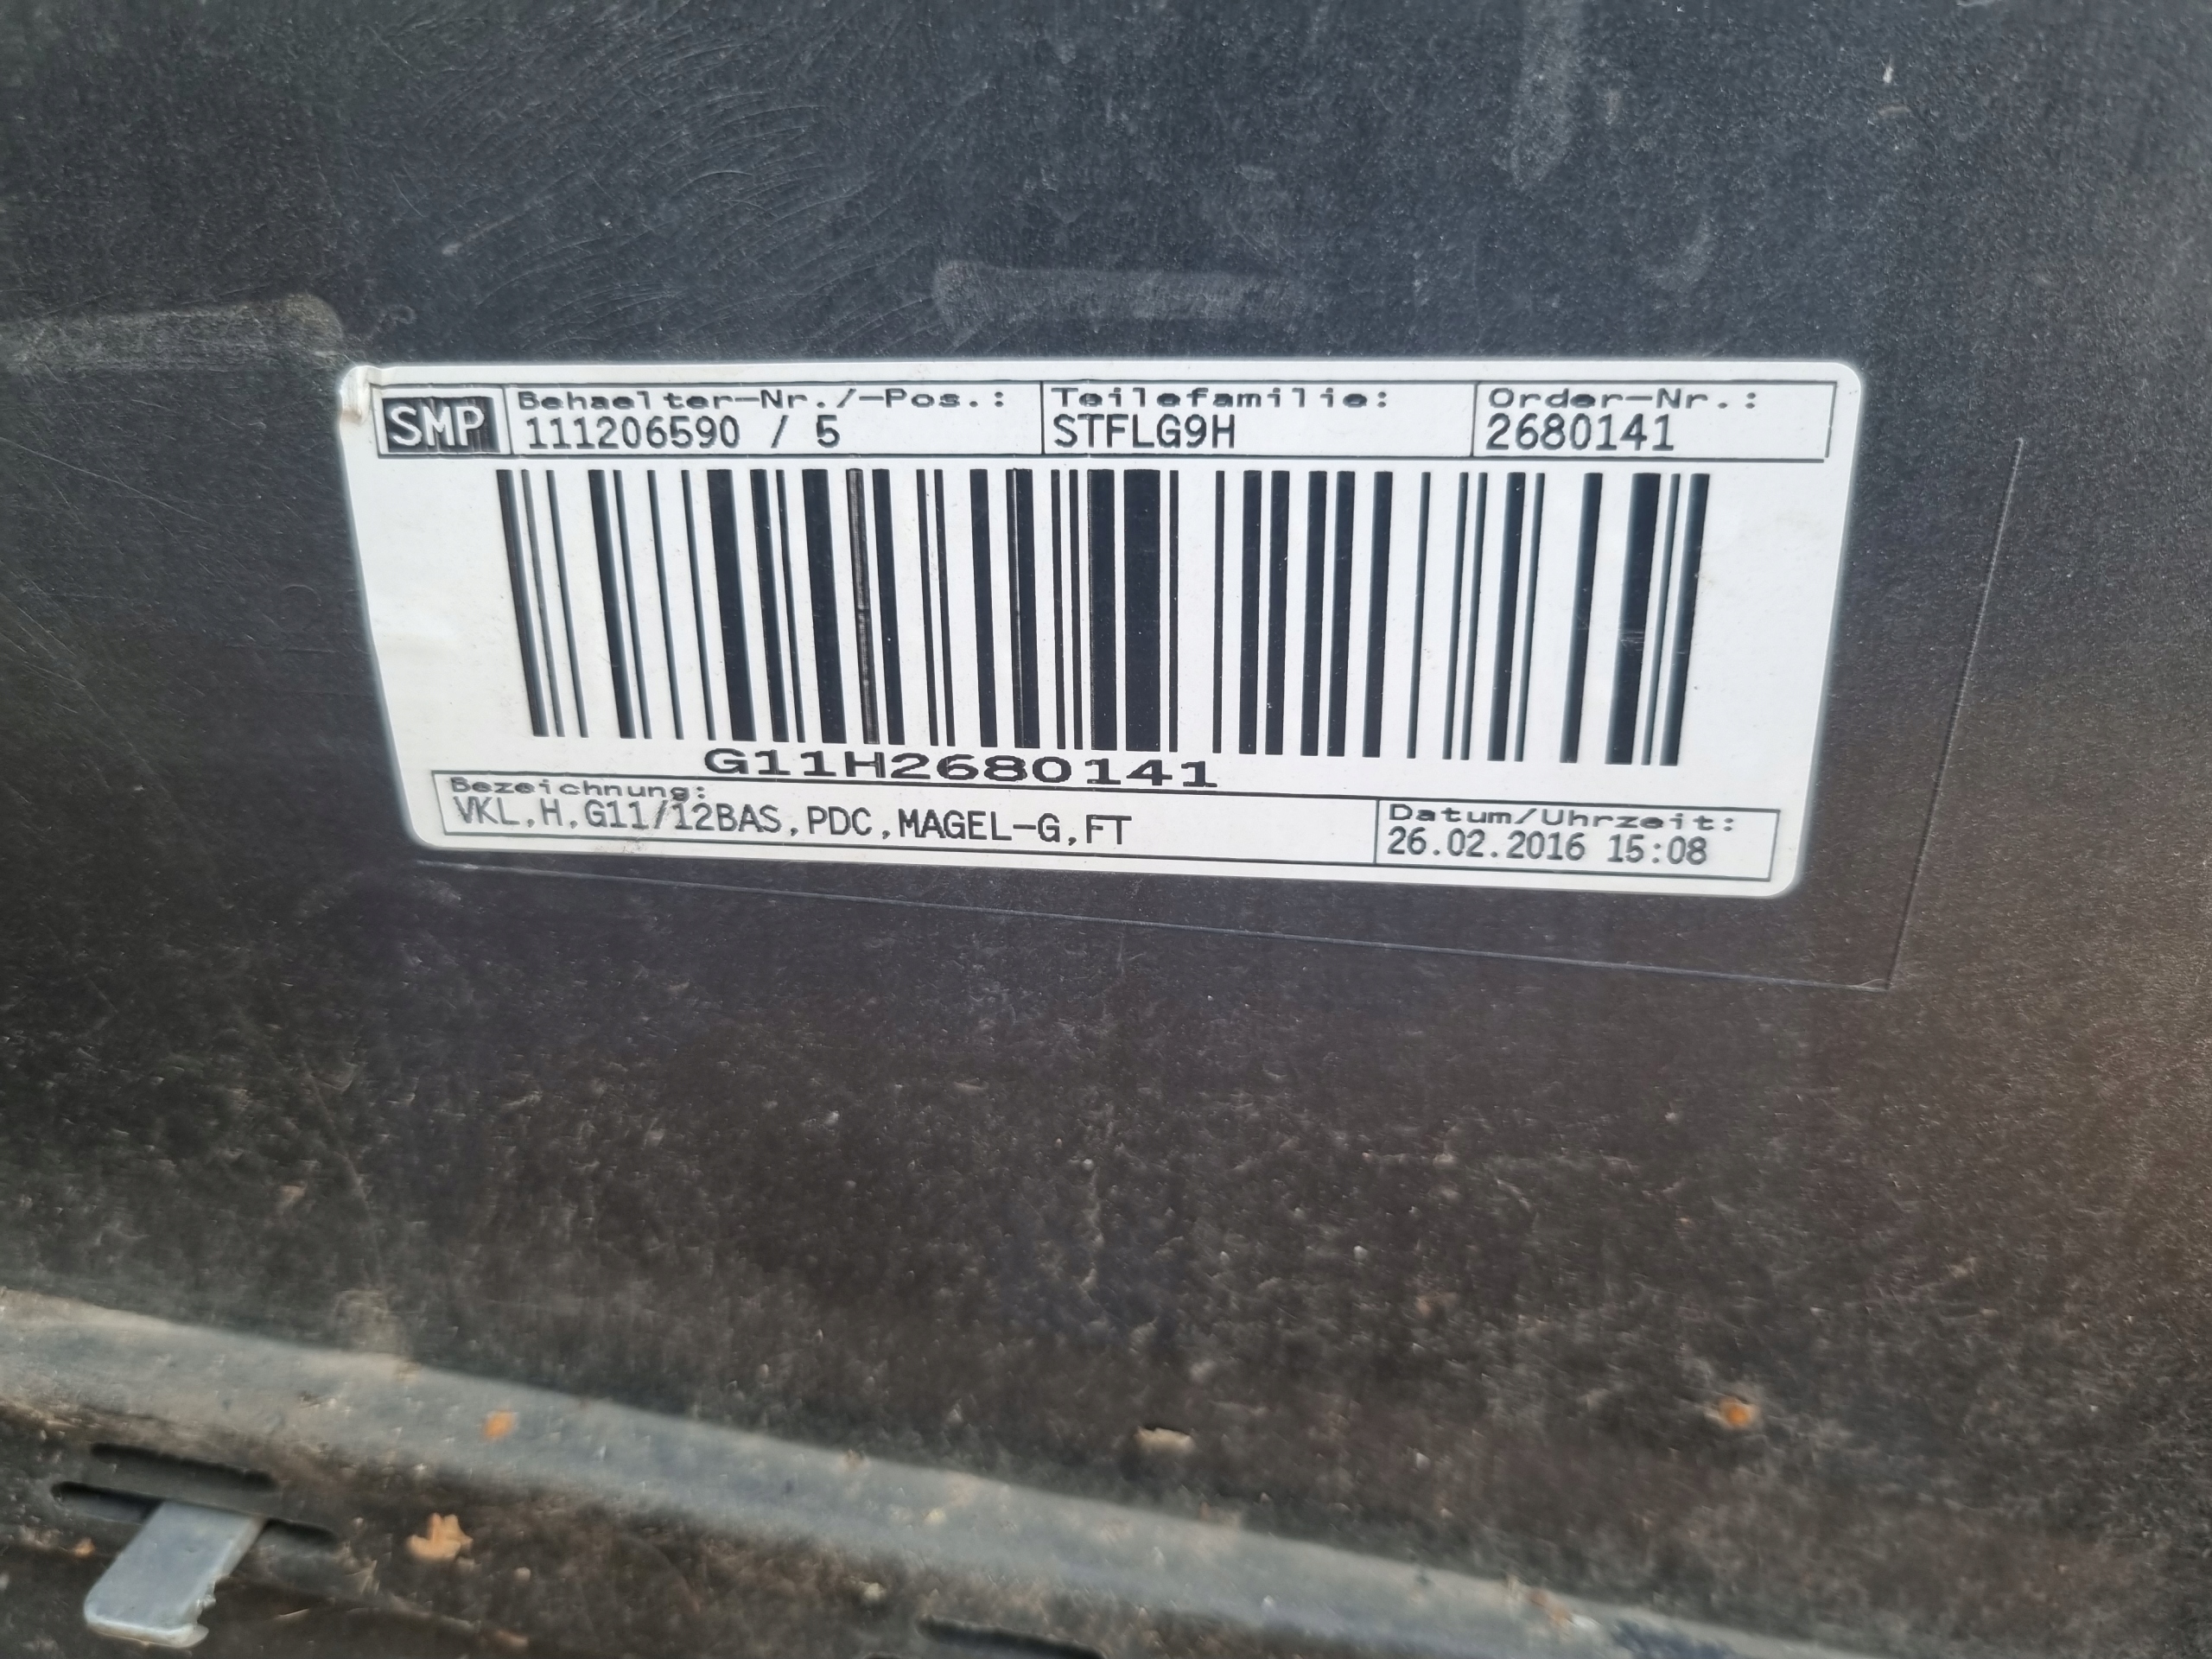 SMP
Behaelter-Nr./-Pos.: Teilefamilie: Order-Nr.:
111206590 / 5 STFLG9H 2680141
G11H2680141
Bezeichnung:
VKL,H,G11/12BAS,PDC,MAGEL-G,FT
Datum/Uhrzeit:
26.02.2016 15:08